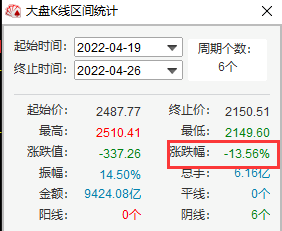 大盘K线区间统计
起始时间: 2022-04-19 周期个数:
终止时间: 2022-04-26 6个
起始价: 2487.77 终止价: 2150.51
最高: 2510.41 最低: 2149.60
涨跌值: -337.26 涨跌幅: -13.56%
振幅: 14.50% 总手: 6.16亿
金额: 9424.08亿 平线: 0个
阳线: 0个 阴线: 6个